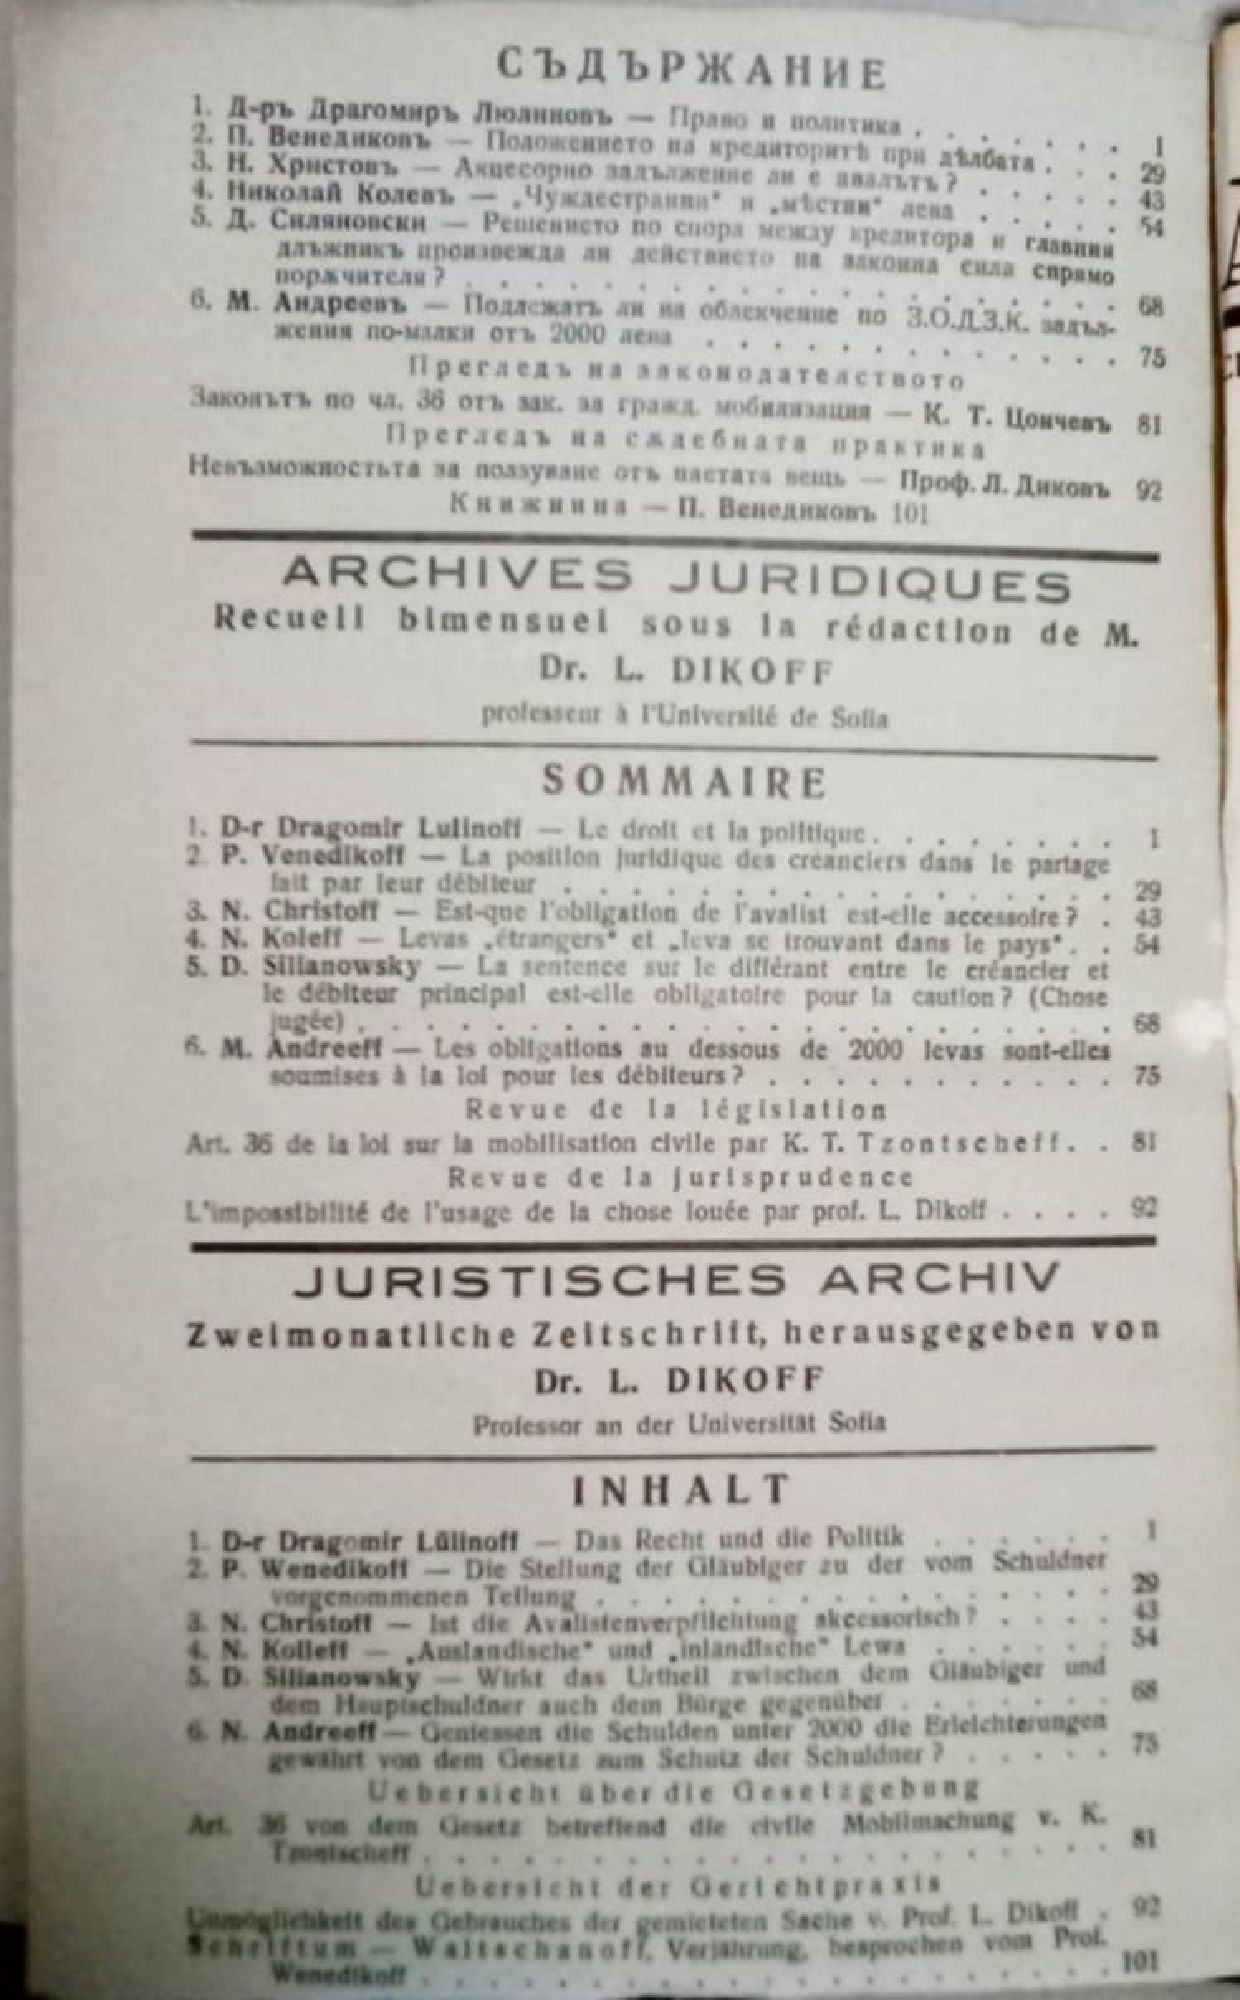 СЪДЪРЖАНИЕ
1. Д-ръ Драгомиръ Люлиновъ — Право и политика . . . . . . . 1
2. П. Венедиковъ — Положението на кредиторитѣ при дѣлбата . . . 29
3. Н. Христовъ — Акцесорно задължение ли е авалътъ? . . . . . 43
4. Николай Колевъ — „Чуждестранни“ и „мѣстни“ лева . . . . . 54
5. Д. Силяновски — Решението по спора между кредитора и главния
длъжникъ произвежда ли действието на законна сила спрямо
поръчителя? . . . . . . . . . . . . . . . . 68
6. М. Андреевъ — Подлежатъ ли на облекчение по З.О.Д.З.К. задъл-
жения по-малки отъ 2000 лева . . . . . . . . . . . . 75
Прегледъ на законодателството
Законътъ по чл. 36 отъ зак. за гражд. мобилизация — К. Т. Цончевъ 81
Прегледъ на сѫдебната практика
Невъзможностьта за ползуване отъ наетата вещь — Проф. Л. Диковъ 92
Книжнина — П. Венедиковъ 101
ARCHIVES JURIDIQUES
Recueil bimensuel sous la rédaction de M.
Dr. L. DIKOFF
professeur à l'Université de Sofia
SOMMAIRE
1. D-r Dragomir Lulinoff — Le droit et la politique. . . . . . . . 1
2. P. Venedikoff — La position juridique des créanciers dans le partage
fait par leur débiteur . . . . . . . . . . . . . . . . . 29
3. N. Christoff — Est-que l'obligation de l'avalist est-elle accessoire? . 43
4. N. Koleff — Levas „étrangers“ et „leva se trouvant dans le pays“. . 54
5. D. Silianowsky — La sentence sur le différant entre le créancier et
le débiteur principal est-elle obligatoire pour la caution? (Chose
jugée) . . . . . . . . . . . . . . . . . . . . 68
6. M. Andreeff — Les obligations au dessous de 2000 levas sont-elles
soumises à la loi pour les débiteurs? . . . . . . . . . . . 75
Revue de la législation
Art. 36 de la loi sur la mobilisation civile par K. T. Tzontscheff. . 81
Revue de la jurisprudence
L'impossibilité de l'usage de la chose louée par prof. L. Dikoff . . . . 92
JURISTISCHES ARCHIV
Zweimonatliche Zeitschrift, herausgegeben von
Dr. L. DIKOFF
Professor an der Universität Sofia
INHALT
1. D-r Dragomir Lülinoff — Das Recht und die Politik . . . . . . 1
2. P. Wenedikoff — Die Stellung der Gläubiger zu der vom Schuldner
vorgenommenen Teilung . . . . . . . . . . . . . . 29
3. N. Christoff — Ist die Avalistenverpflichtung akcessorisch? . . . . 43
4. N. Kolleff — „Auslandische“ und „inlandische“ Lewa . . . . . . 54
5. D. Silianowsky — Wirkt das Urtheil zwischen dem Gläubiger und
dem Hauptschuldner auch dem Bürge gegenüber . . . . . . . 68
6. N. Andreeff — Geniessen die Schulden unter 2000 die Erleichterungen
gewährt von dem Gesetz zum Schutz der Schuldner? . . . . . 75
Uebersicht über die Gesetzgebung
Art. 36 von dem Gesetz betreffend die civile Mobilmachung v. K.
Tzontscheff . . . . . . . . . . . . . . . . . 81
Uebersicht der Gerichtpraxis
Unmöglichkeit des Gebrauches der gemieteten Sache v. Prof. L. Dikoff . 92
Schriftum — Waltschanoff, Verjährung, besprochen vom Prof.
Wenedikoff . . . . . . . . . . . . . . . . . 101